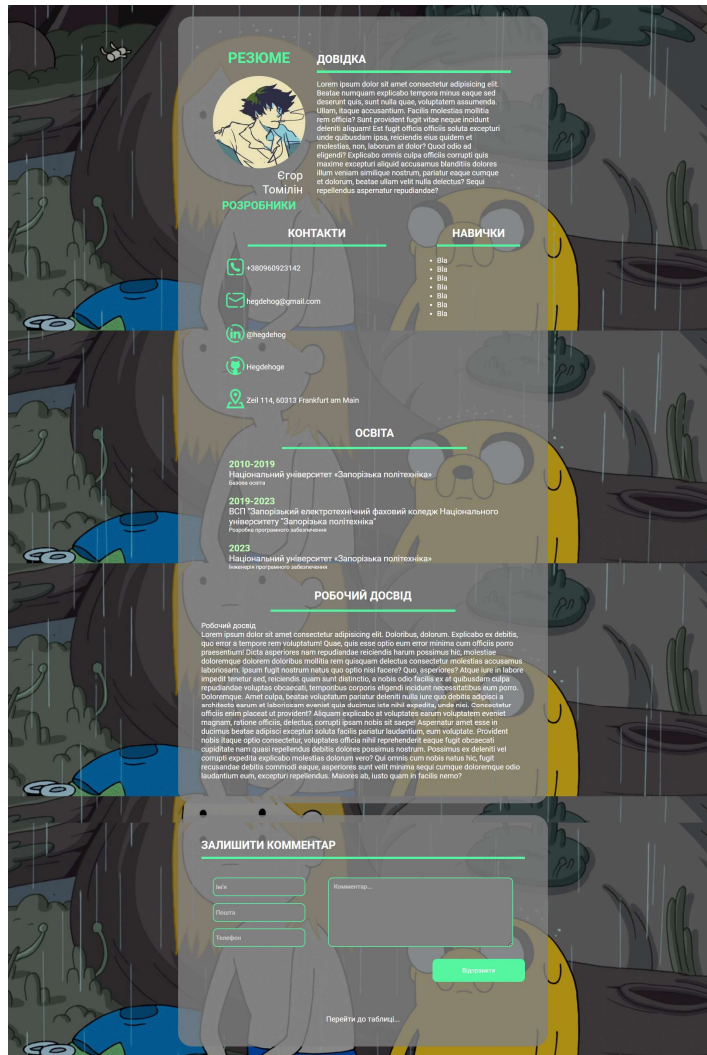 РЕЗЮМЕ
Єгор
Томілін
РОЗРОБНИКИ
ДОВІДКА
Lorem ipsum dolor sit amet consectetur adipisicing elit.
Beatae numquam explicabo tempora minus eaque sed
deserunt quis, sunt nulla quae, voluptatem assumenda.
Ullam, itaque accusantium. Facilis molestias mollitia
rem officia? Sunt provident fugit vitae neque incidunt
deleniti aliquam! Est fugit officia officiis soluta excepturi
unde quibusdam ipsa, reiciendis eius quidem et
molestias, non, laborum at dolor? Quod odio ad
eligendi? Explicabo omnis culpa officiis corrupti quis
maxime excepturi aliquid accusamus blanditiis dolores
illum veniam similique nostrum, pariatur eaque cumque
et dolorum, beatae ullam velit nulla delectus? Sequi
repellendus aspernatur repudiandae?
КОНТАКТИ
+380960923142
hegdehog@gmail.com
@hegdehog
Hegdehoge
Zeil 114, 60313 Frankfurt am Main
НАВИЧКИ
Bla
Bla
Bla
Bla
Bla
Bla
Bla
ОСВІТА
2010-2019
Національний університет «Запорізька політехніка»
Базова освіта
2019-2023
ВСП "Запорізький електротехнічний фаховий коледж Національного
університету "Запорізька політехніка"
Розробка програмного забезпечення
2023
Національний університет «Запорізька політехніка»
Інженерія програмного забезпечення
РОБОЧИЙ ДОСВІД
Робочий досвід
Lorem ipsum dolor sit amet consectetur adipisicing elit. Doloribus, dolorum. Explicabo ex debitis,
quo error a tempore rem voluptatum! Quae, quis esse optio eum error minima cum officiis porro
praesentium! Dicta asperiores nam repudiandae reiciendis harum possimus hic, molestiae
doloremque dolorem doloribus mollitia rem quisquam delectus consectetur molestias accusamus
laboriosam. Ipsum fugit nostrum natus quo optio nisi facere? Quo, asperiores? Atque iure in labore
impedit tenetur sed, reiciendis quam sunt distinctio, a nobis odio facilis ex at quibusdam culpa
repudiandae voluptas obcaecati, temporibus corporis eligendi incidunt necessitatibus eum porro.
Doloremque. Amet culpa, beatae voluptatum pariatur deleniti nulla iure quo debitis adipisci a
architecto earum et laboriosam eveniet quia ducimus iste nihil expedita, unde nisi. Consectetur
officiis enim placeat ut provident? Aliquam explicabo at voluptates earum voluptatem eveniet
magnam, ratione officiis, delectus, corrupti ipsam nobis sit saepe! Aspernatur amet esse in
ducimus beatae adipisci excepturi soluta facilis pariatur laudantium, eum voluptate. Provident
nobis itaque optio consectetur, voluptates officia nihil reprehenderit eaque fugit obcaecati
cupiditate nam quasi repellendus debitis dolores possimus nostrum. Possimus ex deleniti vel
corrupti expedita explicabo molestias dolorum vero? Qui omnis cum nobis natus hic, fugit
recusandae debitis commodi eaque, asperiores sunt velit minima sequi cumque doloremque odio
laudantium eum, excepturi repellendus. Maiores ab, iusto quam in facilis nemo?
ЗАЛИШИТИ КОММЕНТАР
Ім'я
Пошта
Телефон
Комментар...
Відправити
Перейти до таблиці...